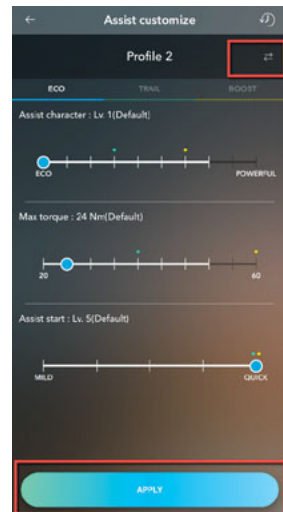 Assist customize
Profile 2
ECO TRAIL BOOST
Assist character : Lv. 1(Default)
ECO POWERFUL
Max torque : 24 Nm(Default)
20 60
Assist start : Lv. 5(Default)
MILD QUICK
APPLY